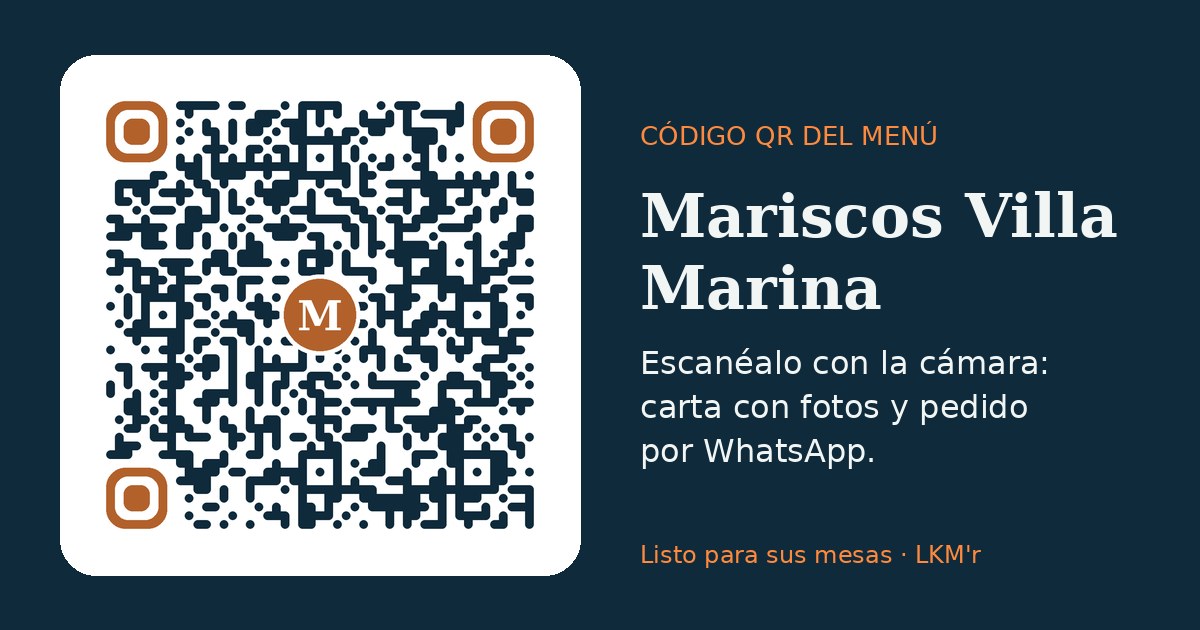 M
CÓDIGO QR DEL MENÚ
Mariscos Villa
Marina
Escanéalo con la cámara:
carta con fotos y pedido
por WhatsApp.
Listo para sus mesas · LKM'r